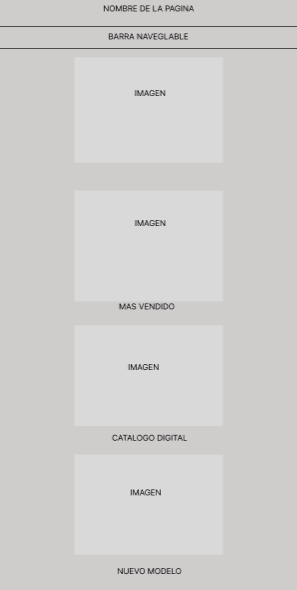 NOMBRE DE LA PAGINA
BARRA NAVEGLABLE
IMAGEN
IMAGEN
MAS VENDIDO
IMAGEN
CATALOGO DIGITAL
IMAGEN
NUEVO MODELO